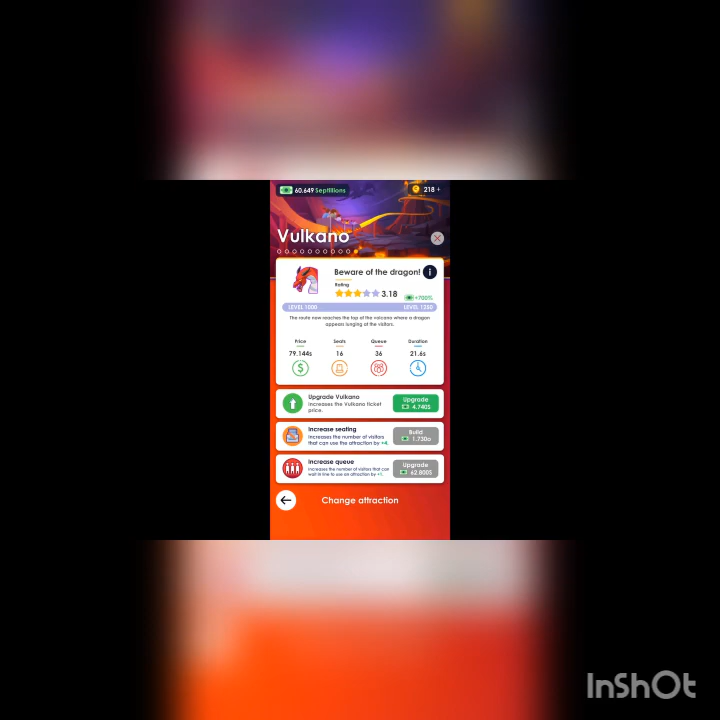 60.649 Septillions
218 +
Vulkano
Beware of the dragon!
i
Rating
3.18
+700%
LEVEL 1000
LEVEL 1200
The route now reaches the top of the volcano where a dragon
appears lunging at the visitors.
Price
Seats
Queue
Duration
79.144s
16
36
21.6s
Upgrade Vulkano
Increases the Vulkano ticket
price.
Upgrade
4.740S
Increase seating
Increases the number of visitors
that can use the attraction by +4.
Build
1.730o
Increase queue
Increases the number of visitors that can
wait in line to use an attraction by +1.
Upgrade
62.800S
Change attraction
InShOt